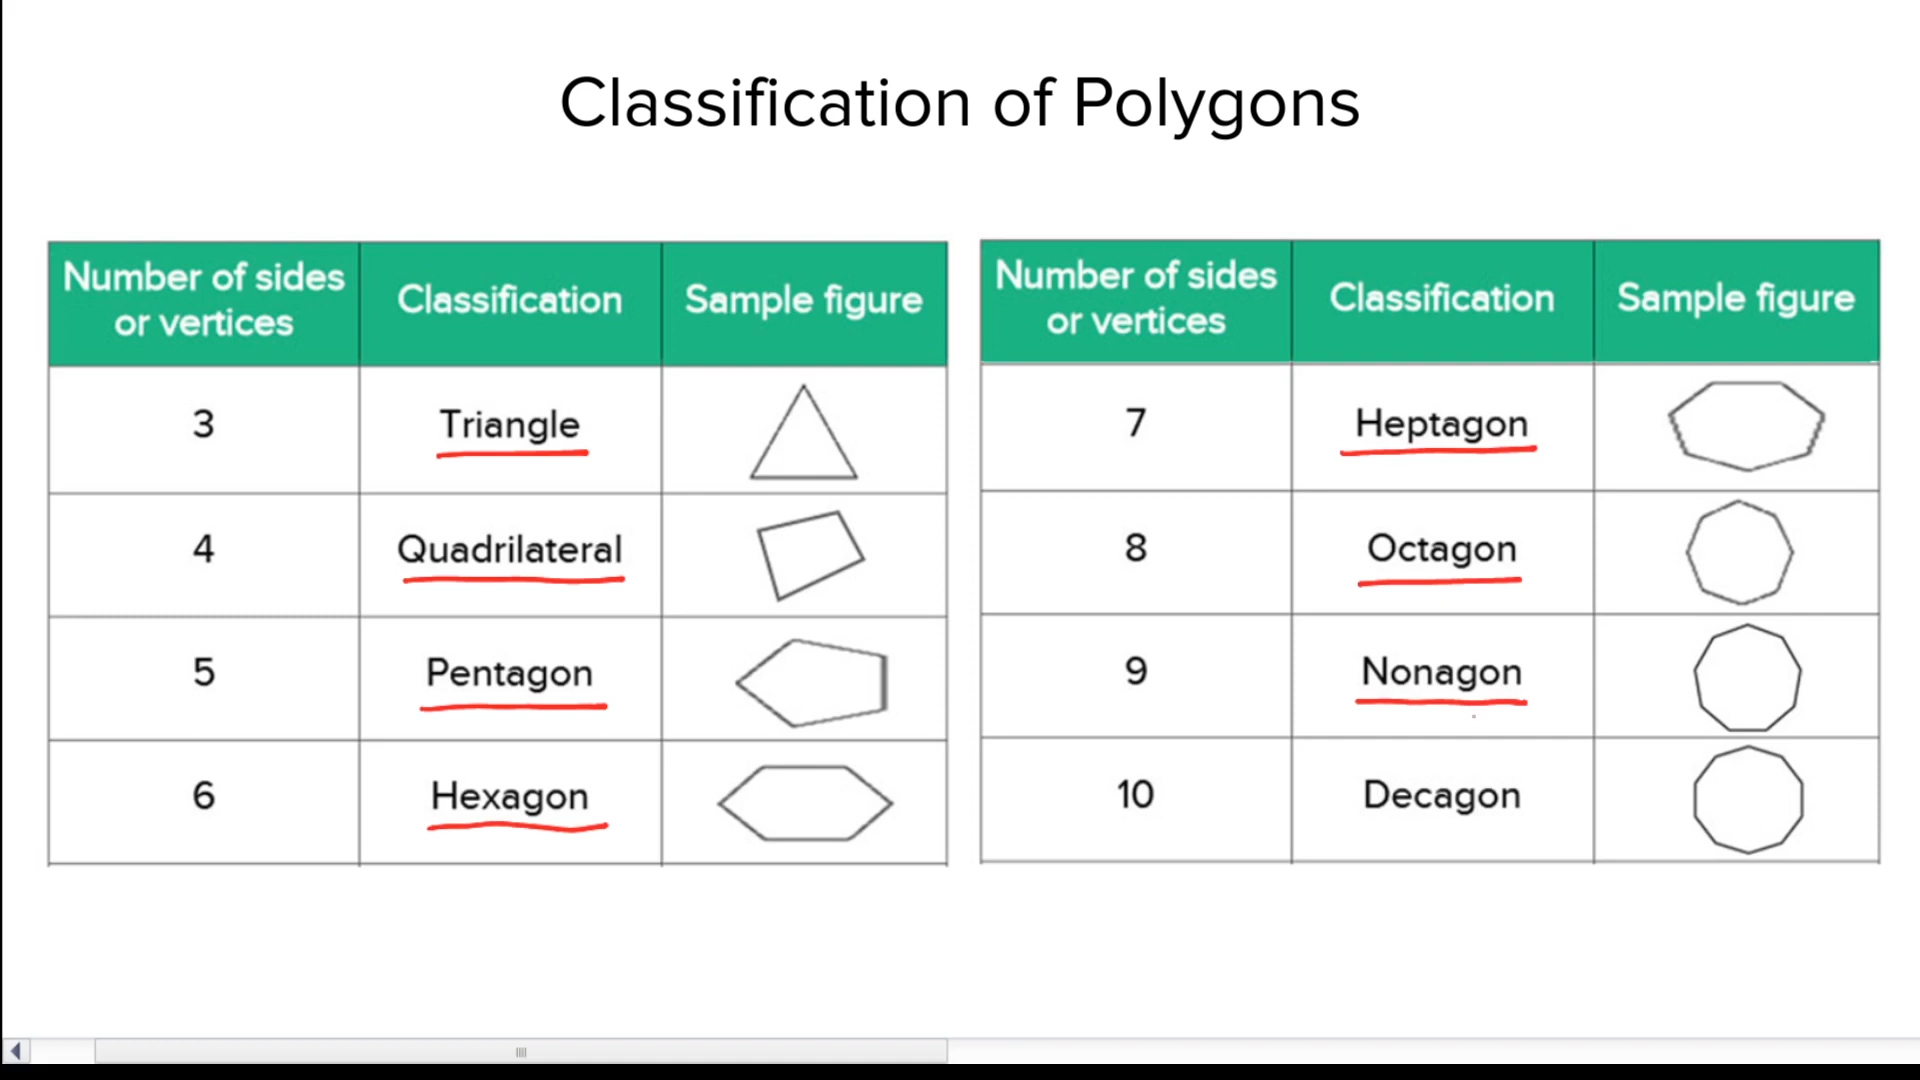 Classification of Polygons
Number of sides
or vertices
Classification
Sample figure
3
Triangle
4
Quadrilateral
5
Pentagon
6
Hexagon
Number of sides
or vertices
Classification
Sample figure
7
Heptagon
8
Octagon
9
Nonagon
10
Decagon